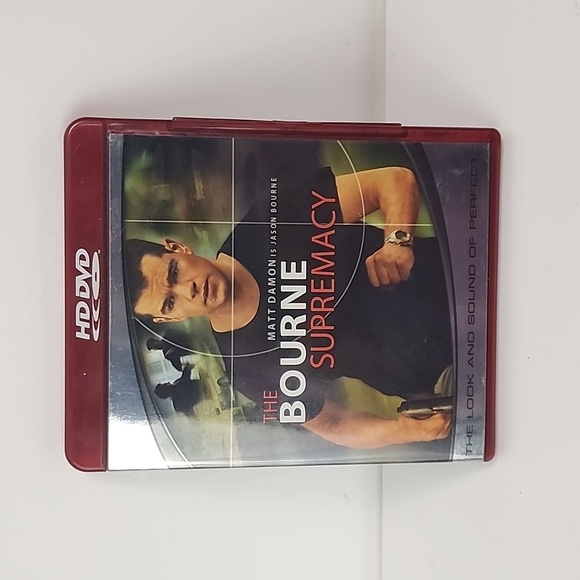 HD DVD
MATT DAMON IS JASON BOURNE
THE
BOURNE
SUPREMACY
THE LOOK AND SOUND OF PERFECT.